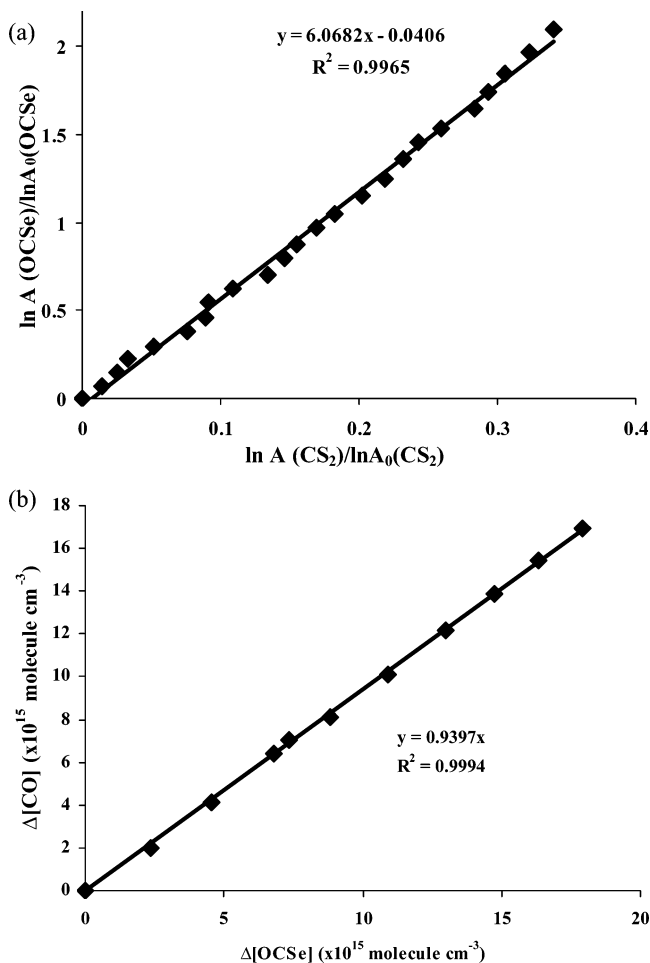 (a)
y = 6.0682x - 0.0406
R² = 0.9965
2
1.5
1
0.5
0
ln A (OCSe)/lnA₀(OCSe)
0 0.1 0.2 0.3 0.4
ln A (CS₂)/lnA₀(CS₂)
(b)
18
16
14
12
10
8
6
4
2
0
Δ[CO] (x10¹⁵ molecule cm⁻³)
y = 0.9397x
R² = 0.9994
0 5 10 15 20
Δ[OCSe] (x10¹⁵ molecule cm⁻³)